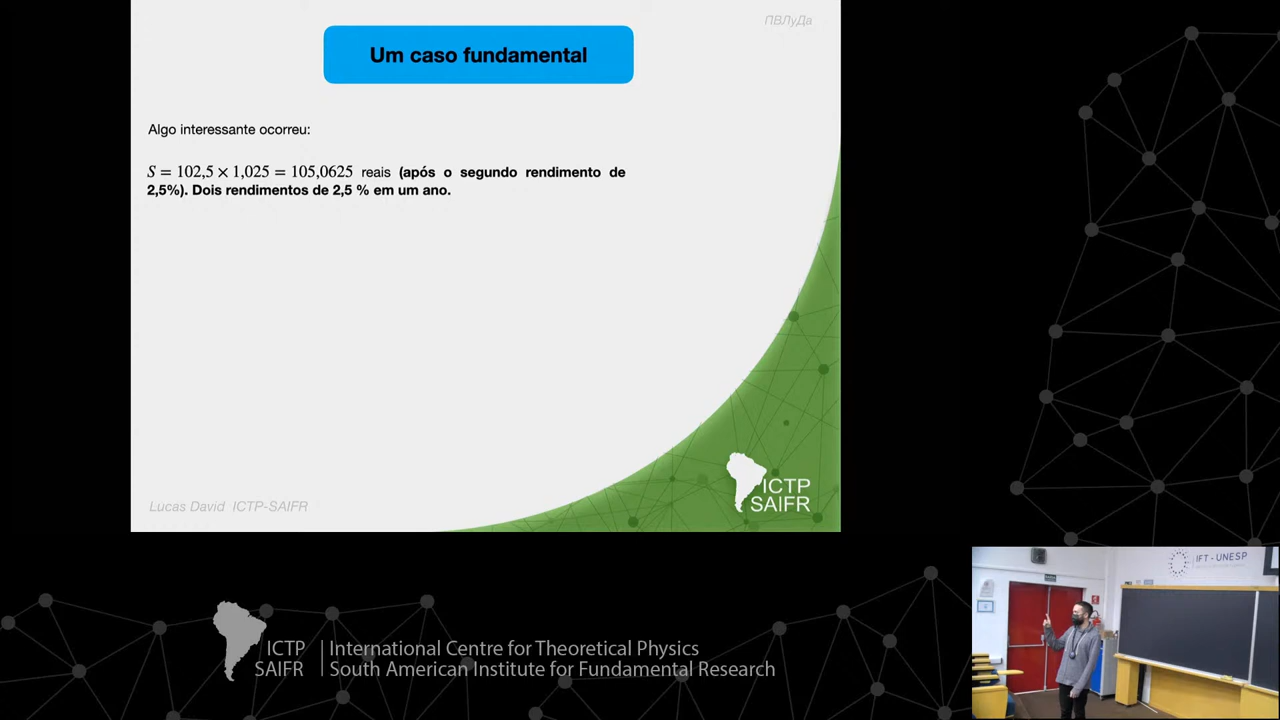 ПВЛуДа
Um caso fundamental
Algo interessante ocorreu:
S = 102,5 × 1,025 = 105,0625 reais (após o segundo rendimento de
2,5%). Dois rendimentos de 2,5 % em um ano.
ICTP
SAIFR
Lucas David ICTP-SAIFR
IFT - UNESP
ICTP
SAIFR
International Centre for Theoretical Physics
South American Institute for Fundamental Research